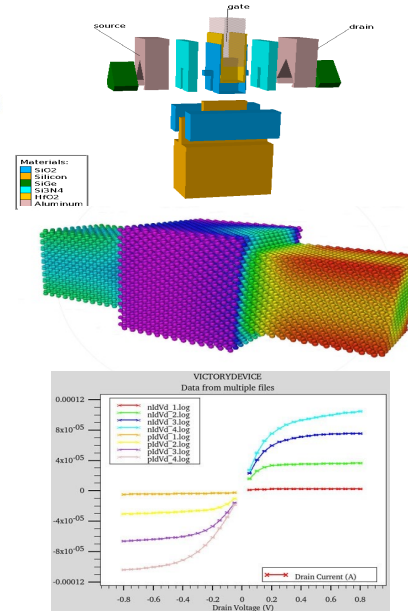 gate
source
drain
Materials:
SiO2
Silicon
SiGe
Si3N4
HfO2
Aluminum
VICTORYDEVICE
Data from multiple files
0.00012
8x10-05
4x10-05
0
-4x10-05
-8x10-05
-0.00012
nIdVd_1.log
nIdVd_2.log
nIdVd_3.log
nIdVd_4.log
pIdVd_1.log
pIdVd_2.log
pIdVd_3.log
pIdVd_4.log
Drain Current (A)
-0.8 -0.6 -0.4 -0.2 0 0.2 0.4 0.6 0.8
Drain Voltage (V)